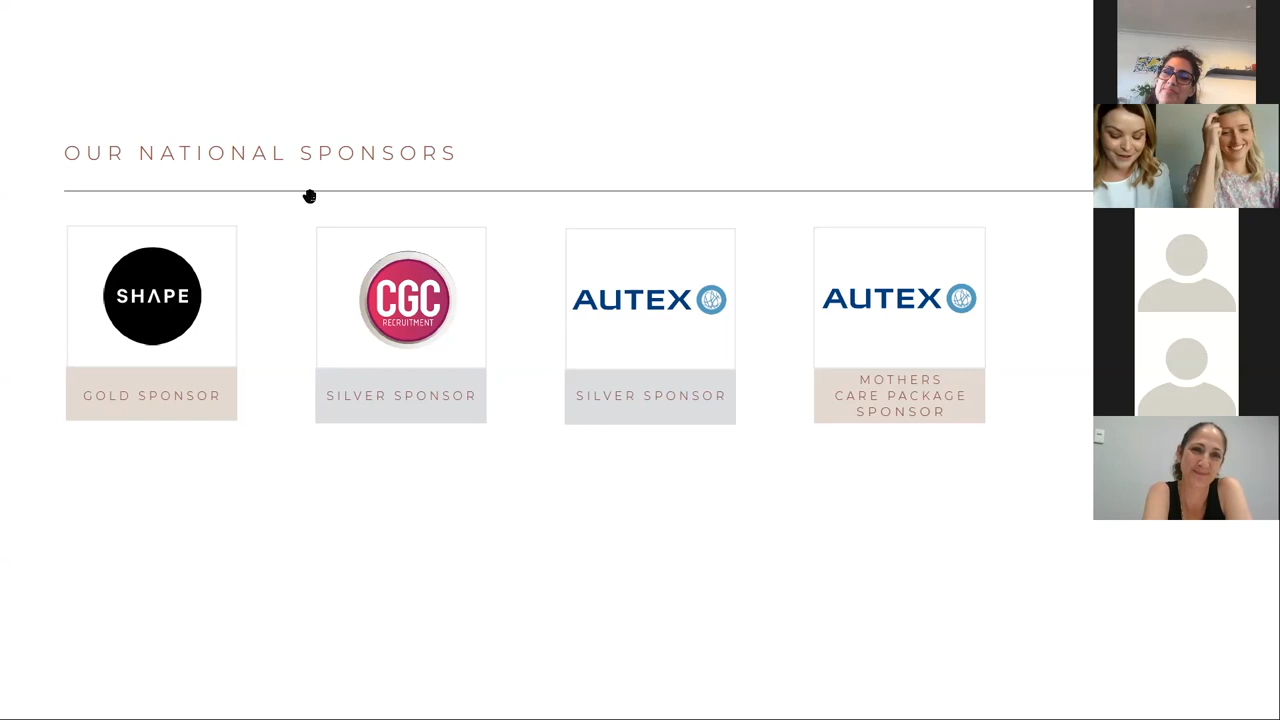 OUR NATIONAL SPONSORS
SHAPE
GOLD SPONSOR
CGC
RECRUITMENT
SILVER SPONSOR
AUTEX
SILVER SPONSOR
AUTEX
MOTHERS
CARE PACKAGE
SPONSOR